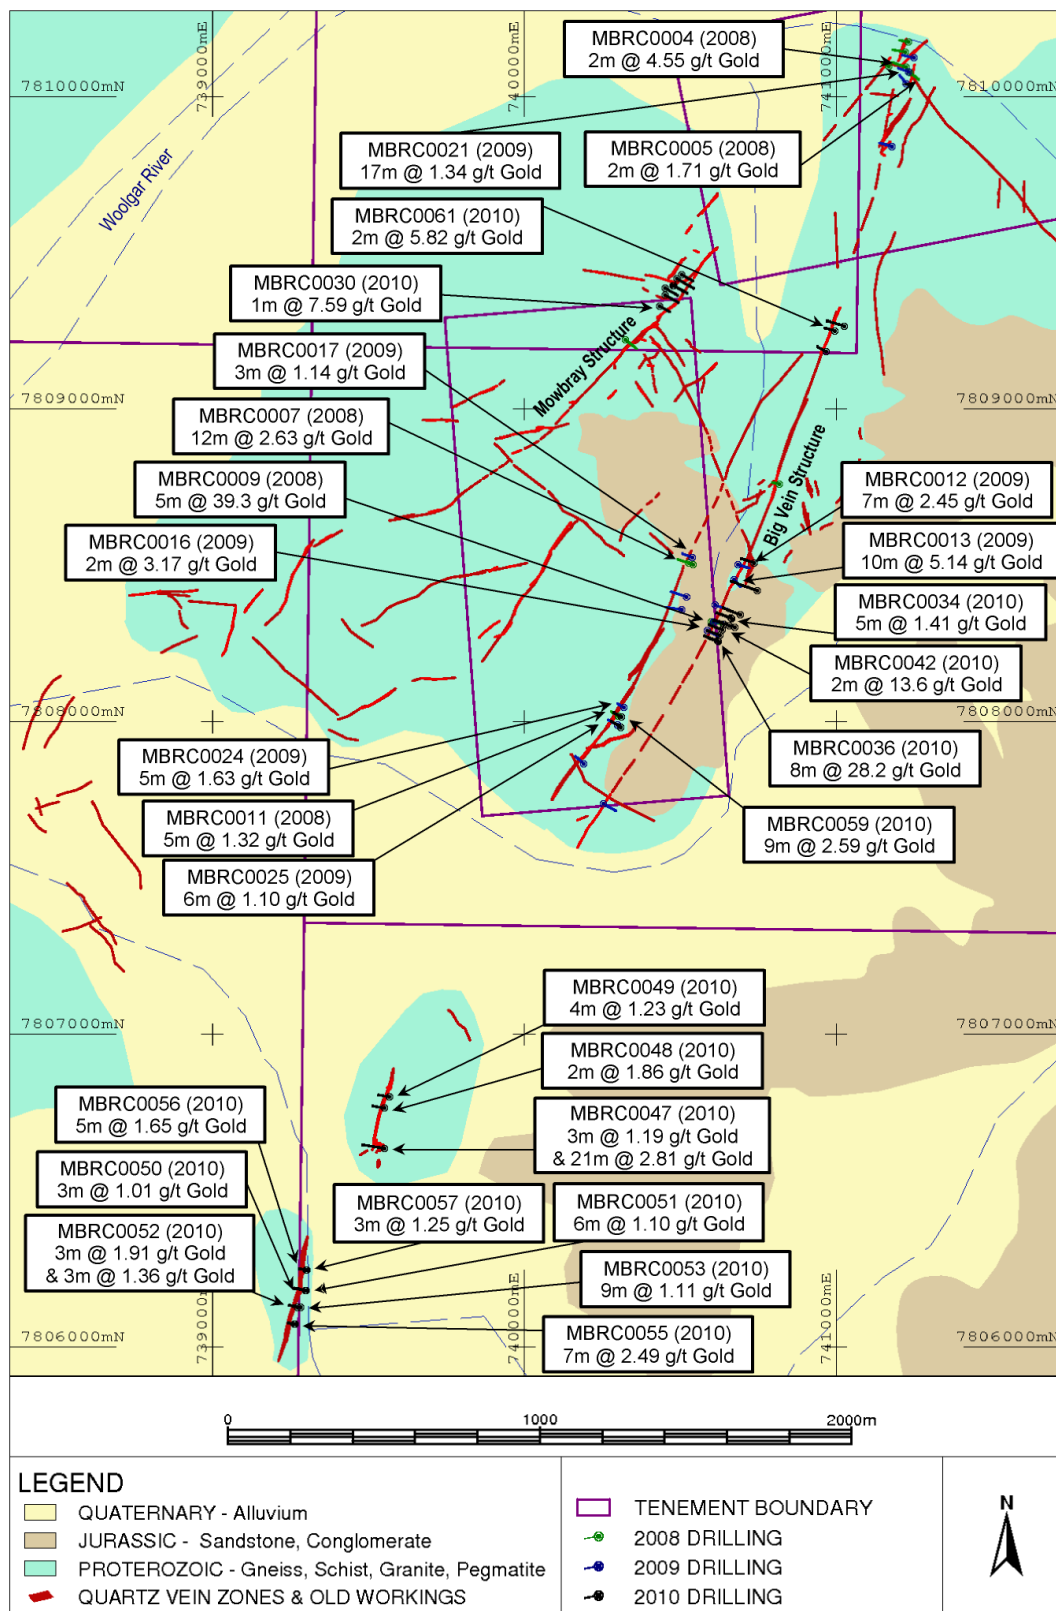 739000mE
740000mE
741000mE
MBRC0004 (2008)
2m @ 4.55 g/t Gold
7810000mN
7810000mN
Woolgar River
MBRC0021 (2009)
17m @ 1.34 g/t Gold
MBRC0005 (2008)
2m @ 1.71 g/t Gold
MBRC0061 (2010)
2m @ 5.82 g/t Gold
MBRC0030 (2010)
1m @ 7.59 g/t Gold
Mowbray Structure
MBRC0017 (2009)
3m @ 1.14 g/t Gold
7809000mN
7809000mN
MBRC0007 (2008)
12m @ 2.63 g/t Gold
Big Vein Structure
MBRC0009 (2008)
5m @ 39.3 g/t Gold
MBRC0012 (2009)
7m @ 2.45 g/t Gold
MBRC0016 (2009)
2m @ 3.17 g/t Gold
MBRC0013 (2009)
10m @ 5.14 g/t Gold
MBRC0034 (2010)
5m @ 1.41 g/t Gold
MBRC0042 (2010)
2m @ 13.6 g/t Gold
7808000mN
7808000mN
MBRC0036 (2010)
8m @ 28.2 g/t Gold
MBRC0024 (2009)
5m @ 1.63 g/t Gold
MBRC0011 (2008)
5m @ 1.32 g/t Gold
MBRC0059 (2010)
9m @ 2.59 g/t Gold
MBRC0025 (2009)
6m @ 1.10 g/t Gold
MBRC0049 (2010)
4m @ 1.23 g/t Gold
7807000mN
7807000mN
MBRC0048 (2010)
2m @ 1.86 g/t Gold
MBRC0056 (2010)
5m @ 1.65 g/t Gold
MBRC0047 (2010)
3m @ 1.19 g/t Gold
& 21m @ 2.81 g/t Gold
MBRC0050 (2010)
3m @ 1.01 g/t Gold
MBRC0057 (2010)
3m @ 1.25 g/t Gold
MBRC0051 (2010)
6m @ 1.10 g/t Gold
MBRC0052 (2010)
3m @ 1.91 g/t Gold
& 3m @ 1.36 g/t Gold
MBRC0053 (2010)
9m @ 1.11 g/t Gold
MBRC0055 (2010)
7m @ 2.49 g/t Gold
7806000mN
7806000mN
739000mE
740000mE
741000mE
0 1000 2000m
LEGEND
QUATERNARY - Alluvium
JURASSIC - Sandstone, Conglomerate
PROTEROZOIC - Gneiss, Schist, Granite, Pegmatite
QUARTZ VEIN ZONES & OLD WORKINGS
TENEMENT BOUNDARY
2008 DRILLING
2009 DRILLING
2010 DRILLING
N